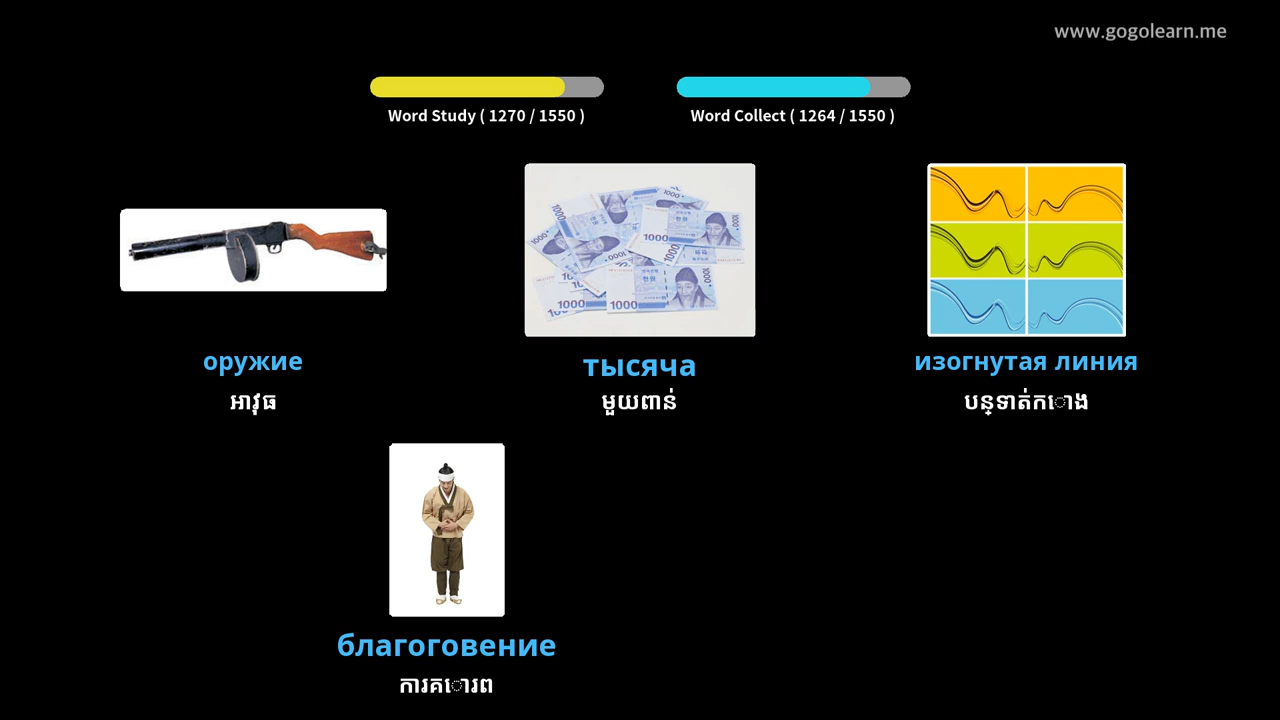 www.gogolearn.me
Word Study ( 1270 / 1550 )
Word Collect ( 1264 / 1550 )
оружие
тысяча
изогнутая линия
អាវុធ
មួយពាន់
បន្ទាត់កោង
благоговение
ការគោរព